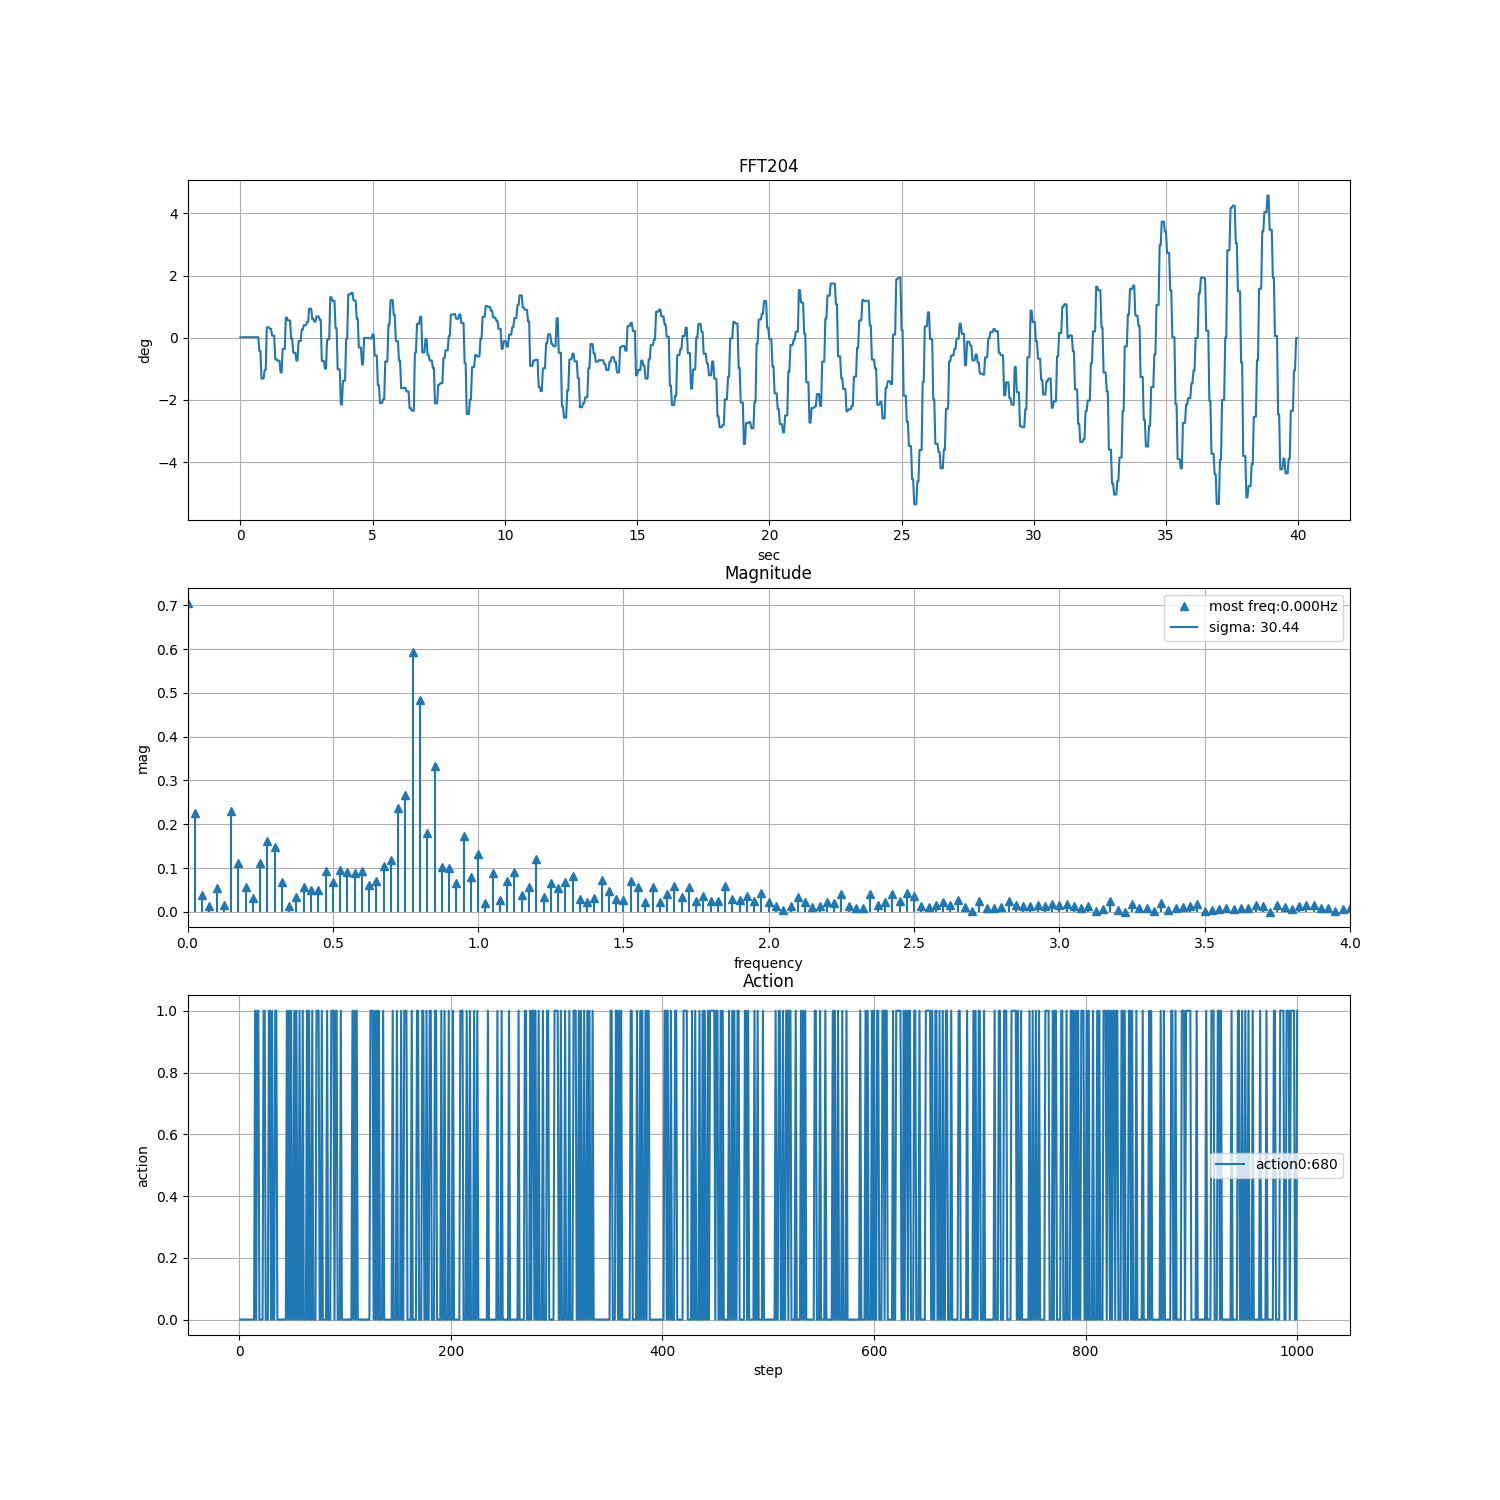 FFT204
4
2
0
−2
−4
deg
0 5 10 15 20 25 30 35 40
sec
Magnitude
0.7
0.6
0.5
0.4
0.3
0.2
0.1
0.0
mag
most freq:0.000Hz
sigma: 30.44
0.0 0.5 1.0 1.5 2.0 2.5 3.0 3.5 4.0
frequency
Action
1.0
0.8
0.6
0.4
0.2
0.0
action
action0:680
0 200 400 600 800 1000
step